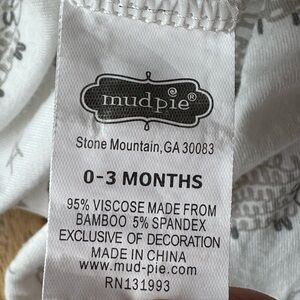 mudpie®
Stone Mountain,GA 30083
0-3 MONTHS
95% VISCOSE MADE FROM
BAMBOO 5% SPANDEX
EXCLUSIVE OF DECORATION
MADE IN CHINA
www.mud-pie.com
RN131993